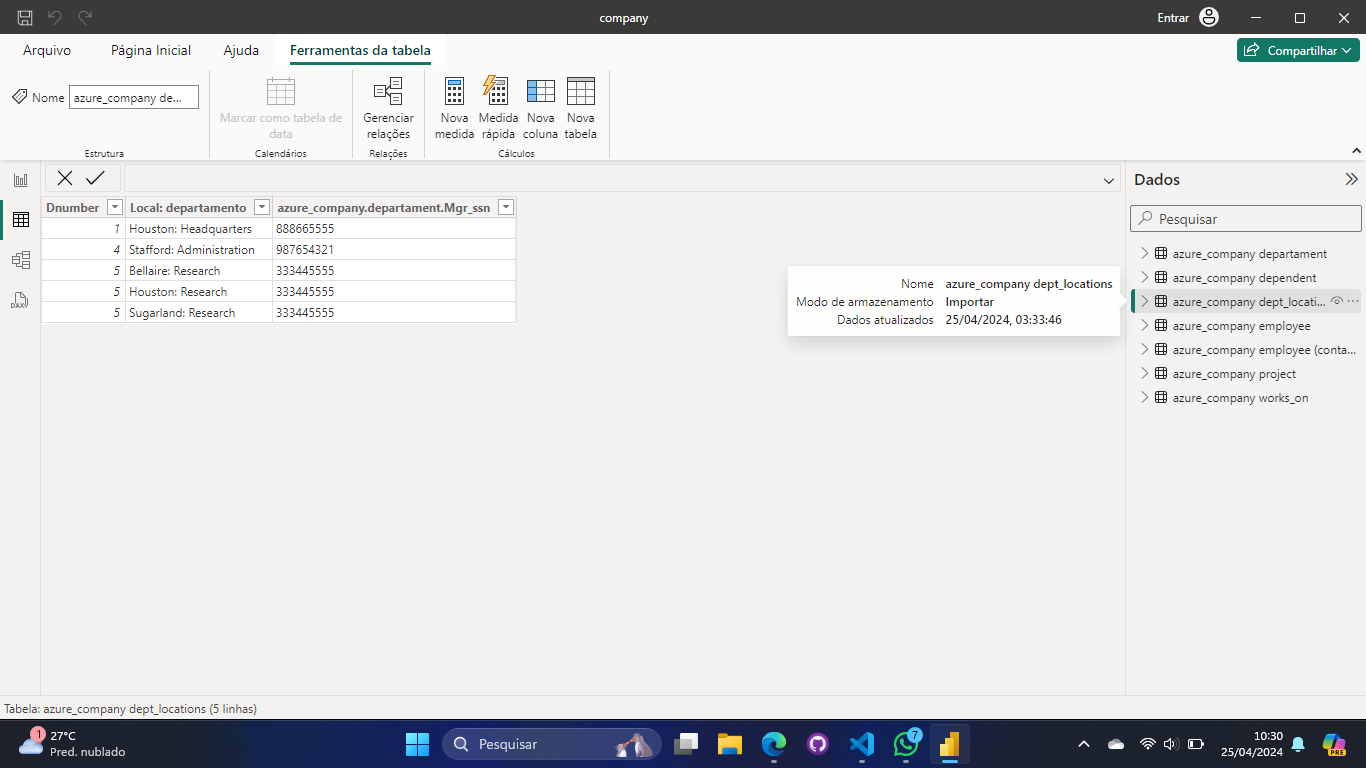 company
Entrar
Arquivo
Página Inicial
Ajuda
Ferramentas da tabela
Compartilhar
Nome
azure_company de...
Marcar como tabela de
data
Gerenciar
relações
Nova
medida
Medida
rápida
Nova
coluna
Nova
tabela
Estrutura
Calendários
Relações
Cálculos
Dados
Pesquisar
Dnumber Local: departamento azure_company.departament.Mgr_ssn
1 Houston: Headquarters 888665555
4 Stafford: Administration 987654321
5 Bellaire: Research 333445555
5 Houston: Research 333445555
5 Sugarland: Research 333445555
Nome azure_company dept_locations
Modo de armazenamento Importar
Dados atualizados 25/04/2024, 03:33:46
azure_company departament
azure_company dependent
azure_company dept_locati...
azure_company employee
azure_company employee (conta...
azure_company project
azure_company works_on
DAX
Tabela: azure_company dept_locations (5 linhas)
1
27°C
Pred. nublado
Pesquisar
7
10:30
25/04/2024
PRE